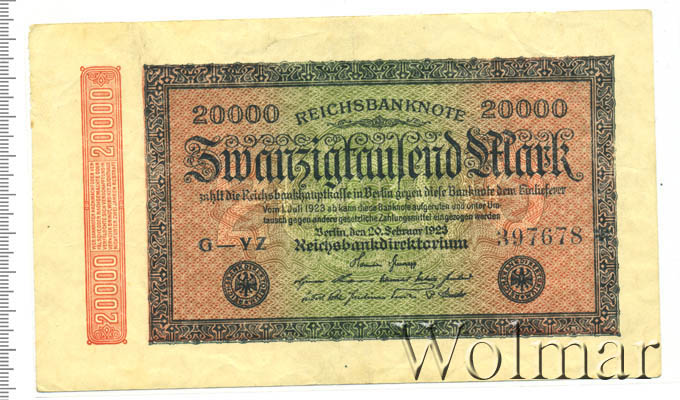 20000 REICHSBANKNOTE 20000
Zwanzigtausend Mark
zahlt die Reichsbankhauptkasse in Berlin gegen diese Banknote dem Einlieferer
Vom 1. Juli 1923 ab kann diese Banknote aufgerufen und unter Um-
tausch gegen andere gesetzliche Zahlungsmittel eingezogen werden
Berlin, den 20. Februar 1923
G—YZ Reichsbankdirektorium 397678 *
20000 20000
Wolmar